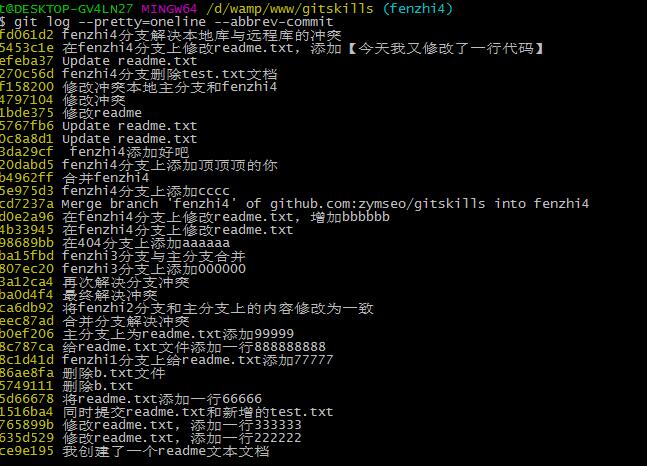 t@DESKTOP-GV4LN27 MINGW64 /d/wamp/www/gitskills (fenzhi4)
$ git log --pretty=oneline --abbrev-commit
fd061d2 fenzhi4分支解决本地库与远程库的冲突
5453c1e 在fenzhi4分支上修改readme.txt，添加【今天我又修改了一行代码】
efeba37 Update readme.txt
270c56d fenzhi4分支删除test.txt文档
f158200 修改冲突本地主分支和fenzhi4
4797104 修改冲突
1bde375 修改readme
5767fb6 Update readme.txt
0c8a8d1 Update readme.txt
3da29cf  fenzhi4添加好吧
20dabd5 fenzhi4分支上添加顶顶顶的你
b4962ff 合并fenzhi4
5e975d3 fenzhi4分支上添加cccc
cd7237a Merge branch 'fenzhi4' of github.com:zymseo/gitskills into fenzhi4
d0e2a96 在fenzhi4分支上修改readme.txt，增加bbbbbb
4b33945 在fenzhi4分支上修改readme.txt
98689bb 在404分支上添加aaaaaa
ba15fbd fenzhi3分支与主分支合并
807ec20 fenzhi3分支上添加000000
3a12ca4 再次解决分支冲突
ba0d4f4 最终解决冲突
ca6db92 将fenzhi2分支和主分支上的内容修改为一致
eec87ad 合并分支解决冲突
b0ef206 主分支上为readme.txt添加99999
8c787ca 给readme.txt文件添加一行888888888
8c1d41d fenzhi1分支上给readme.txt添加77777
86ae8fa 删除b.txt文件
5749111 删除b.txt
5d66678 将readme.txt添加一行66666
1516ba4 同时提交readme.txt和新增的test.txt
765899b 修改readme.txt，添加一行333333
635d529 修改readme.txt，添加一行222222
ce9e195 我创建了一个readme文本文档